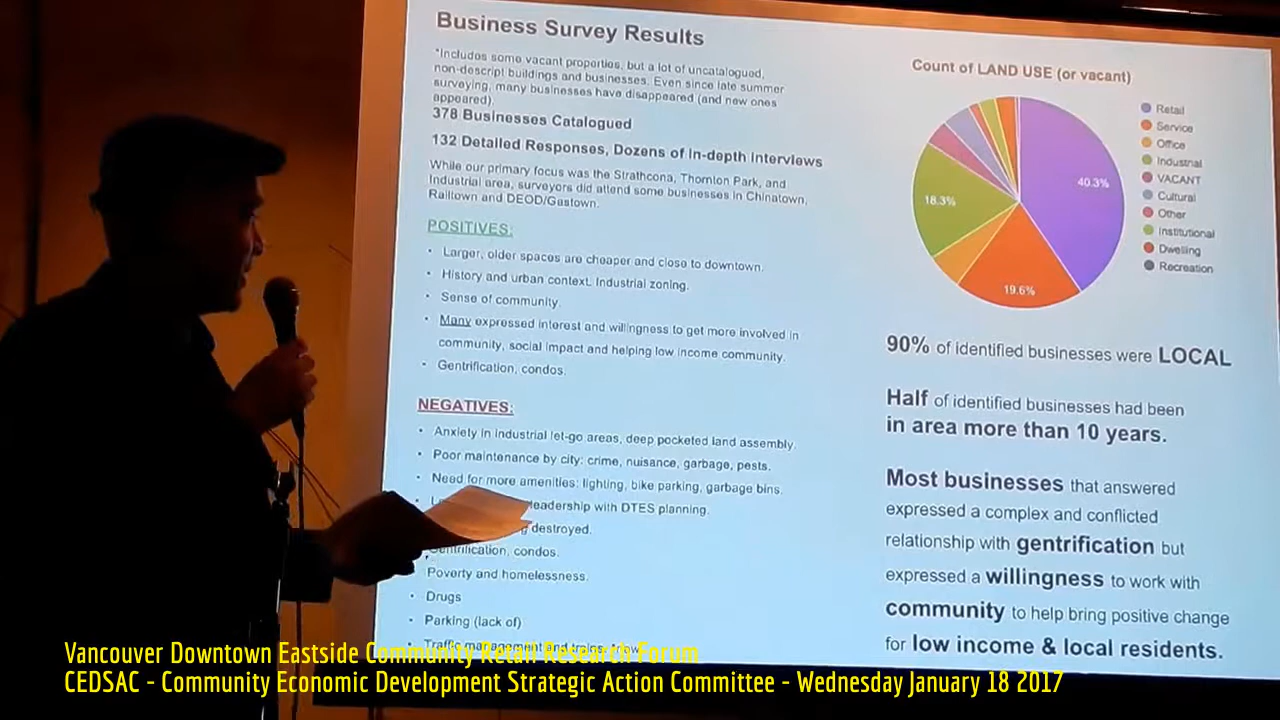 Business Survey Results
*Includes some vacant properties, but a lot of uncatalogued,
non-descript buildings and businesses. Even since late summer
surveying, many businesses have disappeared (and new ones
appeared).
378 Businesses Catalogued
132 Detailed Responses, Dozens of In-depth interviews
While our primary focus was the Strathcona, Thornton Park, and
Industrial area, surveyors did attend some businesses in Chinatown,
Railtown and DEOD/Gastown.
POSITIVES:
• Larger, older spaces are cheaper and close to downtown.
• History and urban context. Industrial zoning.
• Sense of community.
• Many expressed interest and willingness to get more involved in
community, social impact and helping low income community.
• Gentrification, condos.
NEGATIVES:
• Anxiety in industrial let-go areas, deep pocketed land assembly.
• Poor maintenance by city: crime, nuisance, garbage, pests.
• Need for more amenities: lighting, bike parking, garbage bins.
leadership with DTES planning.
destroyed.
Gentrification, condos.
Poverty and homelessness.
• Drugs
• Parking (lack of)
• Traffic management and
Count of LAND USE (or vacant)
40.3%
18.3%
19.6%
Retail
Service
Office
Industrial
VACANT
Cultural
Other
Institutional
Dwelling
Recreation
90% of identified businesses were LOCAL
Half of identified businesses had been
in area more than 10 years.
Most businesses that answered
expressed a complex and conflicted
relationship with gentrification but
expressed a willingness to work with
community to help bring positive change
for low income & local residents.
Vancouver Downtown Eastside Community Retail Research Forum
CEDSAC - Community Economic Development Strategic Action Committee - Wednesday January 18 2017